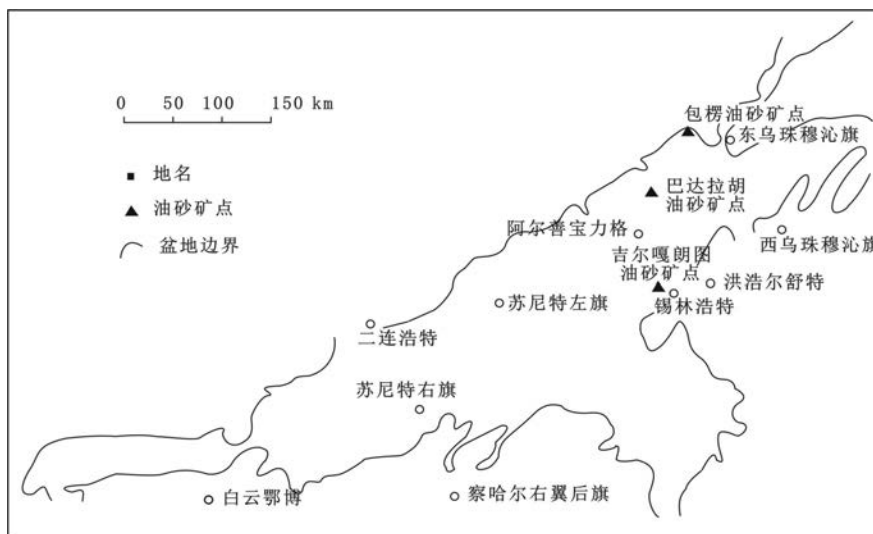 0 50 100 150 km
地名
油砂矿点
盆地边界
包楞油砂矿点
东乌珠穆沁旗
巴达拉胡
油砂矿点
阿尔善宝力格
西乌珠穆沁旗
吉尔嘎朗图
油砂矿点
洪浩尔舒特
锡林浩特
苏尼特左旗
二连浩特
苏尼特右旗
白云鄂博
察哈尔右翼后旗